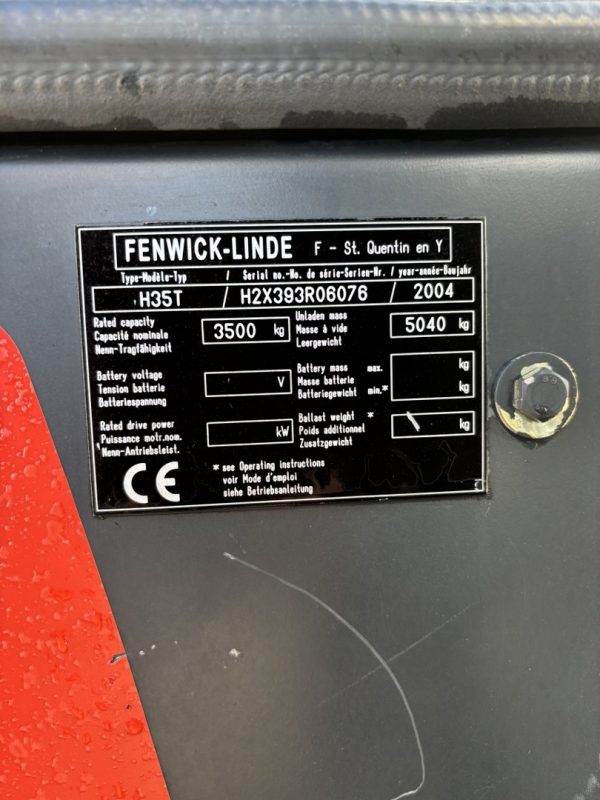 FENWICK-LINDE F - St. Quentin en Y
Type-Modèle-Typ / Serial no.-No. de série-Serien-Nr. / year-année-Baujahr
H35T / H2X393R06076 / 2004
Rated capacity
Capacité nominale
Nenn-Tragfähigkeit
3500 kg
Unladen mass
Masse à vide
Leergewicht
5040 kg
Battery voltage
Tension batterie
Batteriespannung
V
Battery mass max.
Masse batterie
Batteriegewicht min.*
kg
kg
Rated drive power
Puissance motr.nom.
Nenn-Antriebsleist.
kW
Ballast weight *
Poids additionnel
Zusatzgewicht
kg
CE
* see Operating instructions
voir Mode d'emploi
siehe Betriebsanleitung